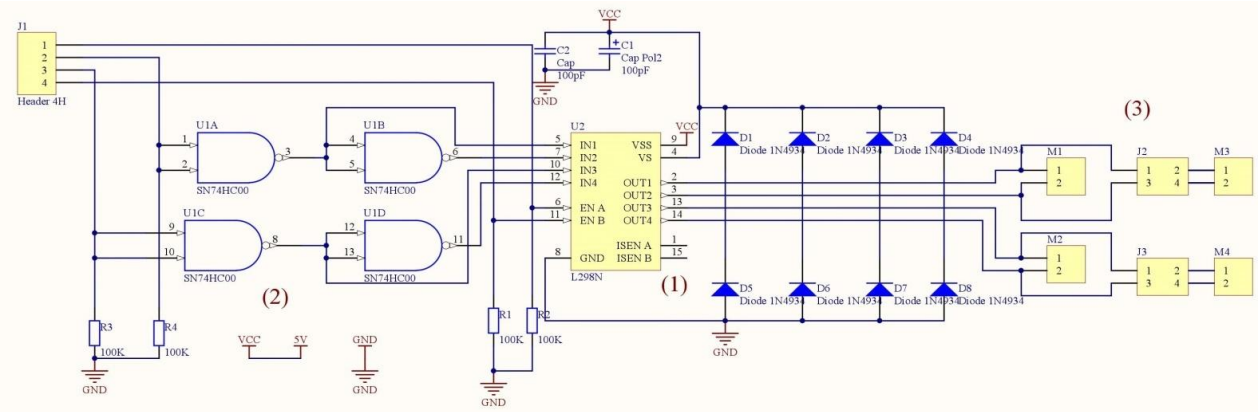 J1
1
2
3
4
Header 4H
U1A
1
2
3
SN74HC00
U1B
4
5
6
SN74HC00
U1C
9
10
8
SN74HC00
U1D
12
13
11
SN74HC00
(2)
R3
100K
R4
100K
GND
VCC 5V
GND
GND
VCC
C2
Cap
100pF
C1
Cap Pol2
100pF
GND
U2
5 IN1
7 IN2
10 IN3
12 IN4
6 EN A
11 EN B
8 GND
VSS 9
VCC
VS 4
OUT1 2
OUT2 3
OUT3 13
OUT4 14
ISEN A 1
ISEN B 15
L298N
(1)
R1
100K
R2
100K
GND
D1
Diode 1N4934
D2
Diode 1N4934
D3
Diode 1N4934
D4
Diode 1N4934
D5
Diode 1N4934
D6
Diode 1N4934
D7
Diode 1N4934
D8
Diode 1N4934
GND
(3)
M1
1
2
J2
1 2
3 4
M3
1
2
M2
1
2
J3
1 2
3 4
M4
1
2